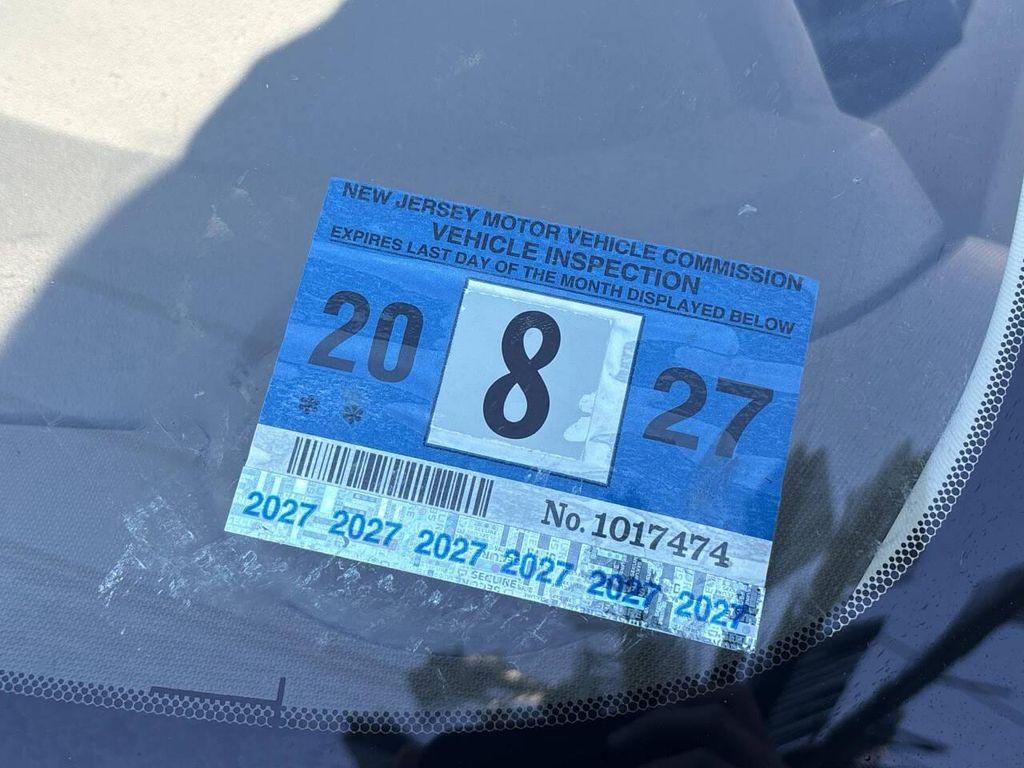 NEW JERSEY MOTOR VEHICLE COMMISSION
VEHICLE INSPECTION
EXPIRES LAST DAY OF THE MONTH DISPLAYED BELOW
20 8 27
No. 1017474
2027 2027 2027 2027 2027 2027
SECURE